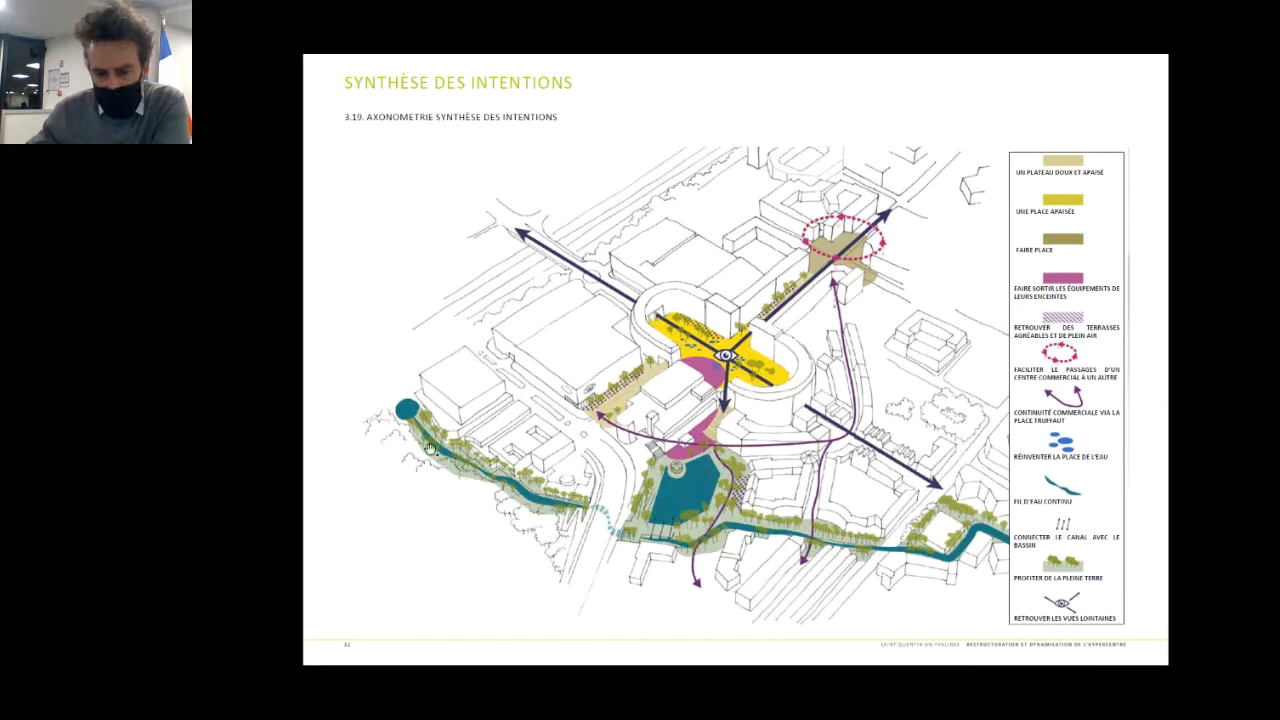 SYNTHÈSE DES INTENTIONS
3.19. AXONOMETRIE SYNTHÈSE DES INTENTIONS
UN PLATEAU DOUX ET APAISÉ
UNE PLACE APAISÉE
FAIRE PLACE
FAIRE SORTIR LES ÉQUIPEMENTS DE
LEURS ENCEINTES
RETROUVER DES TERRASSES
AGRÉABLES ET DE PLEIN AIR
FACILITER LE PASSAGES D'UN
CENTRE COMMERCIAL À UN AUTRE
CONTINUITÉ COMMERCIALE VIA LA
PLACE TRUFFAUT
RÉINVENTER LA PLACE DE L'EAU
FIL D'EAU CONTINU
CONNECTER LE CANAL AVEC LE
BASSIN
PROFITER DE LA PLEINE TERRE
RETROUVER LES VUES LOINTAINES
82
SAINT-QUENTIN-EN-YVELINES RESTRUCTURATION ET DYNAMISATION DE L'HYPERCENTRE